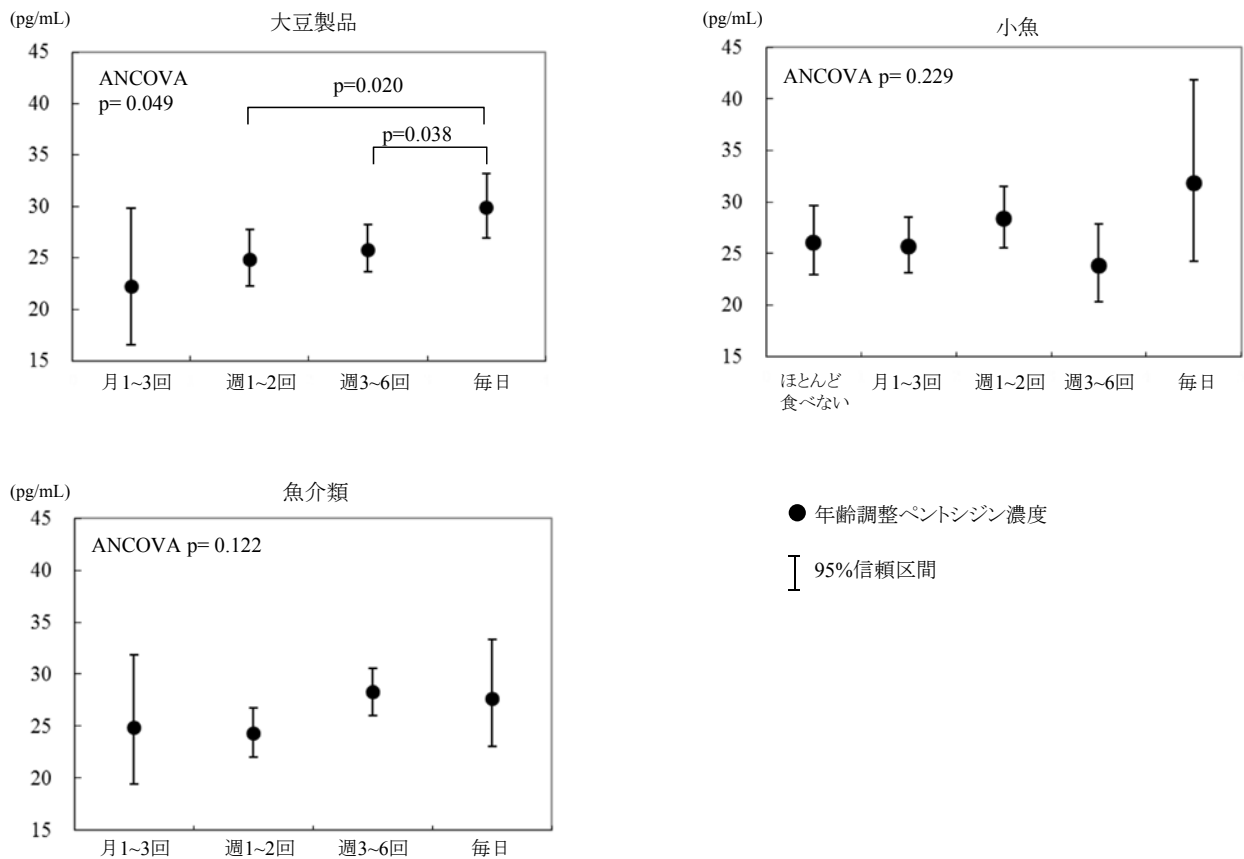 (pg/mL)
大豆製品
45
40
35
30
25
20
15
ANCOVA
p= 0.049
p=0.020
p=0.038
月1~3回
週1~2回
週3~6回
毎日
(pg/mL)
小魚
45
40
35
30
25
20
15
ANCOVA p= 0.229
ほとんど
食べない
月1~3回
週1~2回
週3~6回
毎日
(pg/mL)
魚介類
45
40
35
30
25
20
15
ANCOVA p= 0.122
月1~3回
週1~2回
週3~6回
毎日
年齢調整ペントシジン濃度
95%信頼区間